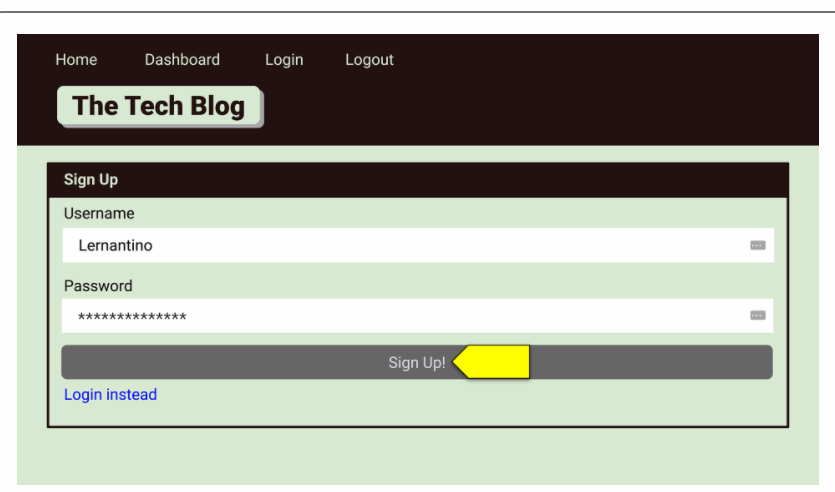 Home Dashboard Login Logout
The Tech Blog
Sign Up
Username
Lernantino
Password
**************
Sign Up!
Login instead